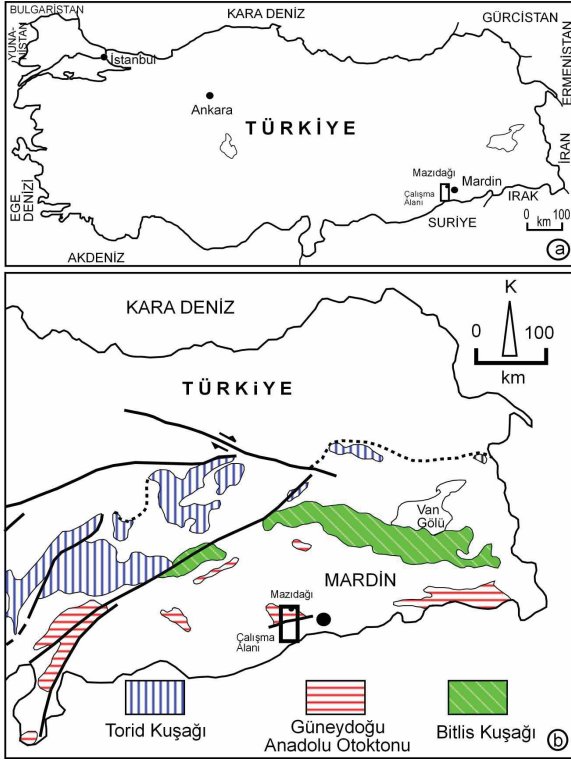 BULGARİSTAN
KARA DENİZ
GÜRCİSTAN
YUNA-
NİSTAN
İstanbul
ERMENİSTAN
Ankara
TÜRKİYE
İRAN
Mazıdağı
Mardin
Çalışma
Alanı
IRAK
EGE
DENİZİ
SURİYE
0 100
km
AKDENİZ
a
KARA DENİZ
K
0 100
km
TÜRKiYE
Van
Gölü
MARDİN
Mazıdağı
Çalışma
Alanı
Torid Kuşağı
Güneydoğu
Anadolu Otoktonu
Bitlis Kuşağı
b